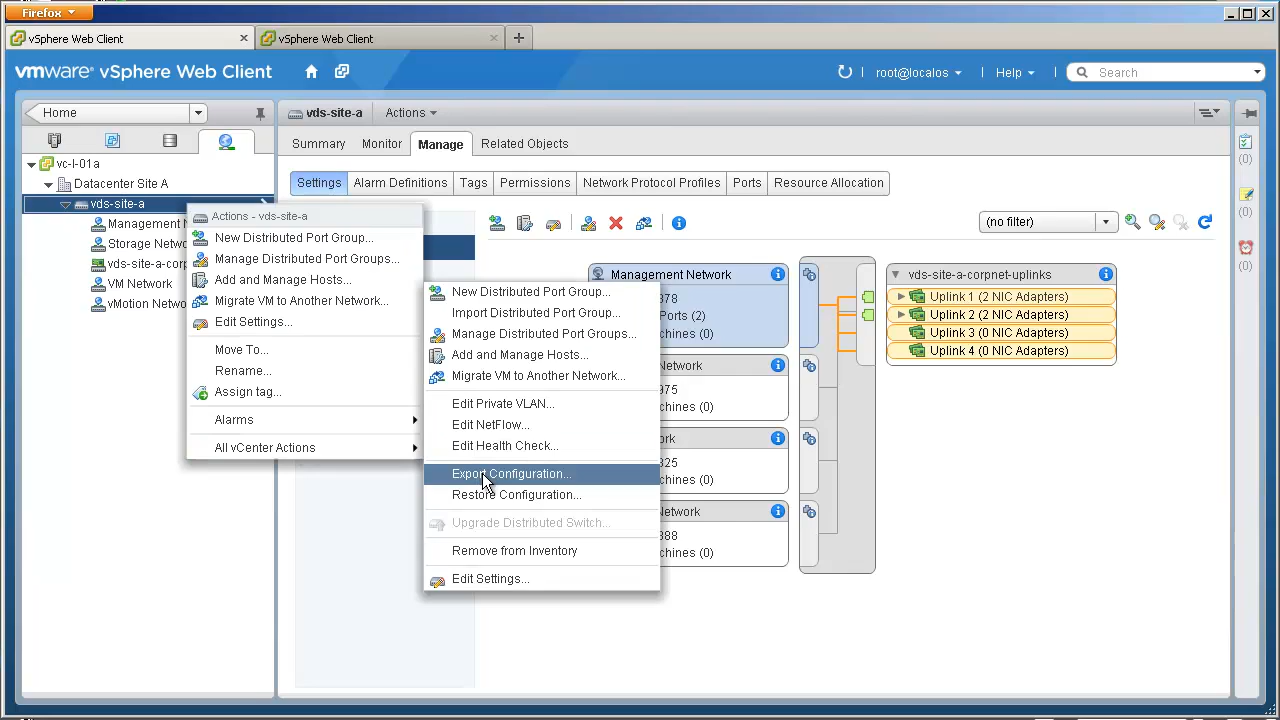 Firefox
vSphere Web Client
vSphere Web Client
vmware vSphere Web Client
root@localos
Help
Search
Home
vc-l-01a
Datacenter Site A
vds-site-a
Management N
Storage Netwo
vds-site-a-corp
VM Network
vMotion Netwo
vds-site-a
Actions
Summary
Monitor
Manage
Related Objects
Settings
Alarm Definitions
Tags
Permissions
Network Protocol Profiles
Ports
Resource Allocation
(no filter)
Actions - vds-site-a
New Distributed Port Group...
Manage Distributed Port Groups...
Add and Manage Hosts...
Migrate VM to Another Network...
Edit Settings...
Move To...
Rename...
Assign tag...
Alarms
All vCenter Actions
New Distributed Port Group...
Import Distributed Port Group...
Manage Distributed Port Groups...
Add and Manage Hosts...
Migrate VM to Another Network...
Edit Private VLAN...
Edit NetFlow...
Edit Health Check...
Export Configuration...
Restore Configuration...
Upgrade Distributed Switch...
Remove from Inventory
Edit Settings...
Management Network
378
Ports (2)
chines (0)
Network
975
chines (0)
rk
325
chines (0)
Network
388
chines (0)
vds-site-a-corpnet-uplinks
Uplink 1 (2 NIC Adapters)
Uplink 2 (2 NIC Adapters)
Uplink 3 (0 NIC Adapters)
Uplink 4 (0 NIC Adapters)
(0)
(0)
(0)